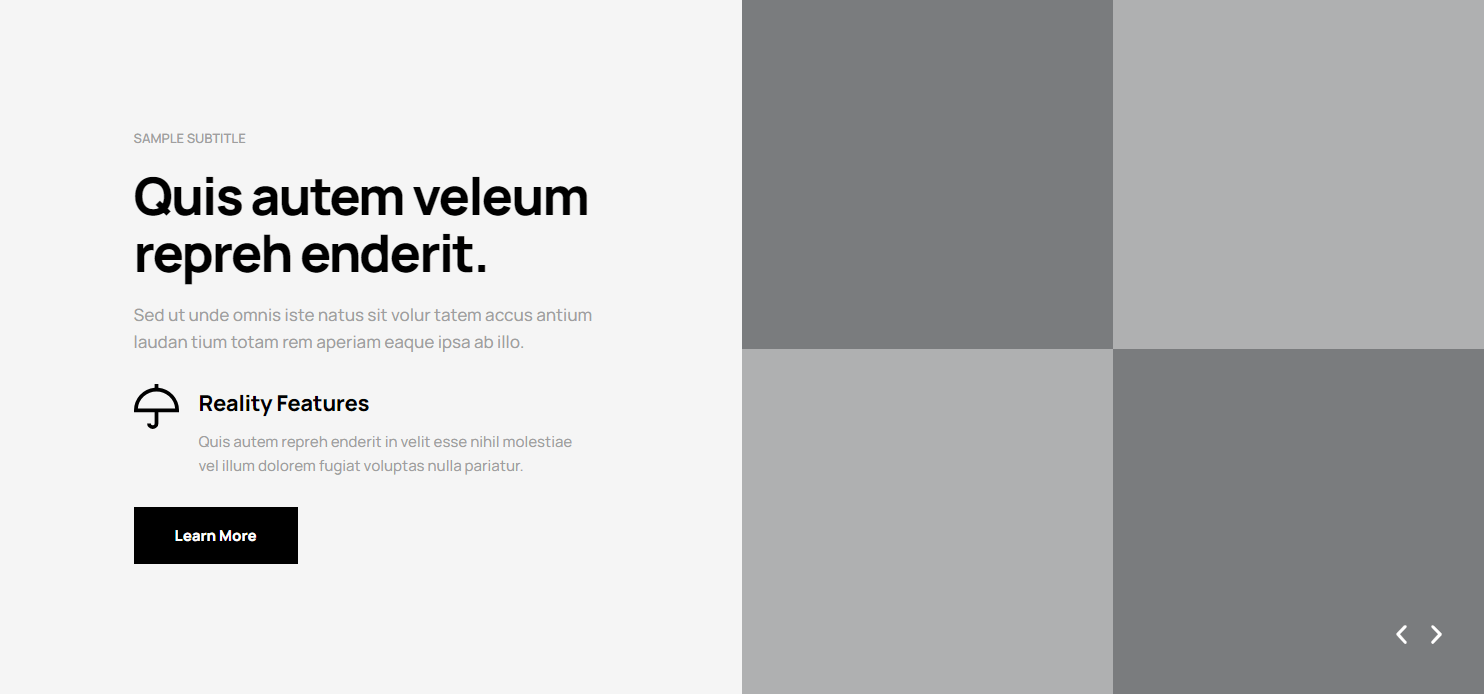 SAMPLE SUBTITLE
Quis autem veleum
repreh enderit.
Sed ut unde omnis iste natus sit volur tatem accus antium
laudan tium totam rem aperiam eaque ipsa ab illo.
Reality Features
Quis autem repreh enderit in velit esse nihil molestiae
vel illum dolorem fugiat voluptas nulla pariatur.
Learn More